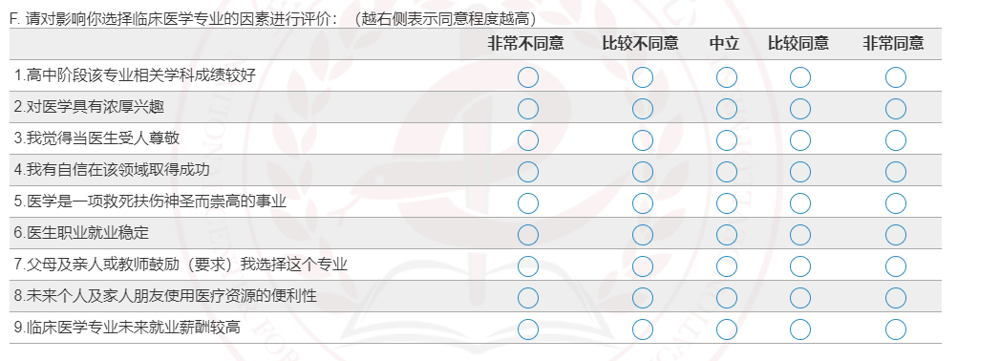 F. 请对影响你选择临床医学专业的因素进行评价：（越右侧表示同意程度越高）
非常不同意 比较不同意 中立 比较同意 非常同意
1.高中阶段该专业相关学科成绩较好
2.对医学具有浓厚兴趣
3.我觉得当医生受人尊敬
4.我有自信在该领域取得成功
5.医学是一项救死扶伤神圣而崇高的事业
6.医生职业就业稳定
7.父母及亲人或教师鼓励（要求）我选择这个专业
8.未来个人及家人朋友使用医疗资源的便利性
9.临床医学专业未来就业薪酬较高